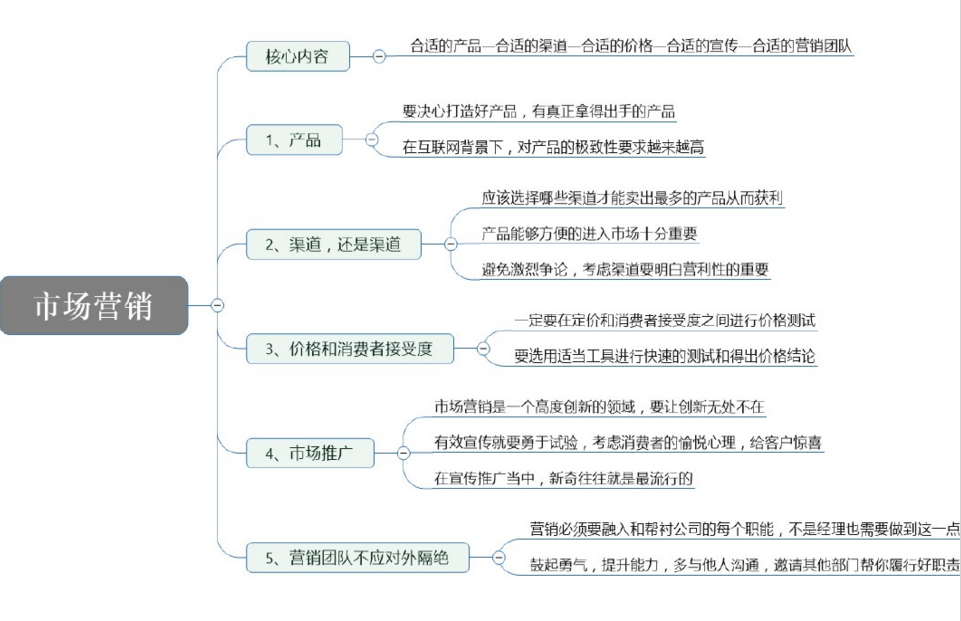 市场营销
核心内容
合适的产品—合适的渠道—合适的价格—合适的宣传—合适的营销团队
1、产品
要决心打造好产品，有真正拿得出手的产品
在互联网背景下，对产品的极致性要求越来越高
2、渠道，还是渠道
应该选择哪些渠道才能卖出最多的产品从而获利
产品能够方便的进入市场十分重要
避免激烈争论，考虑渠道要明白营利性的重要
3、价格和消费者接受度
一定要在定价和消费者接受度之间进行价格测试
要选用适当工具进行快速的测试和得出价格结论
4、市场推广
市场营销是一个高度创新的领域，要让创新无处不在
有效宣传就要勇于试验，考虑消费者的愉悦心理，给客户惊喜
在宣传推广当中，新奇往往就是最流行的
5、营销团队不应对外隔绝
营销必须要融入和帮衬公司的每个职能，不是经理也需要做到这一点
鼓起勇气，提升能力，多与他人沟通，邀请其他部门帮你履行好职责